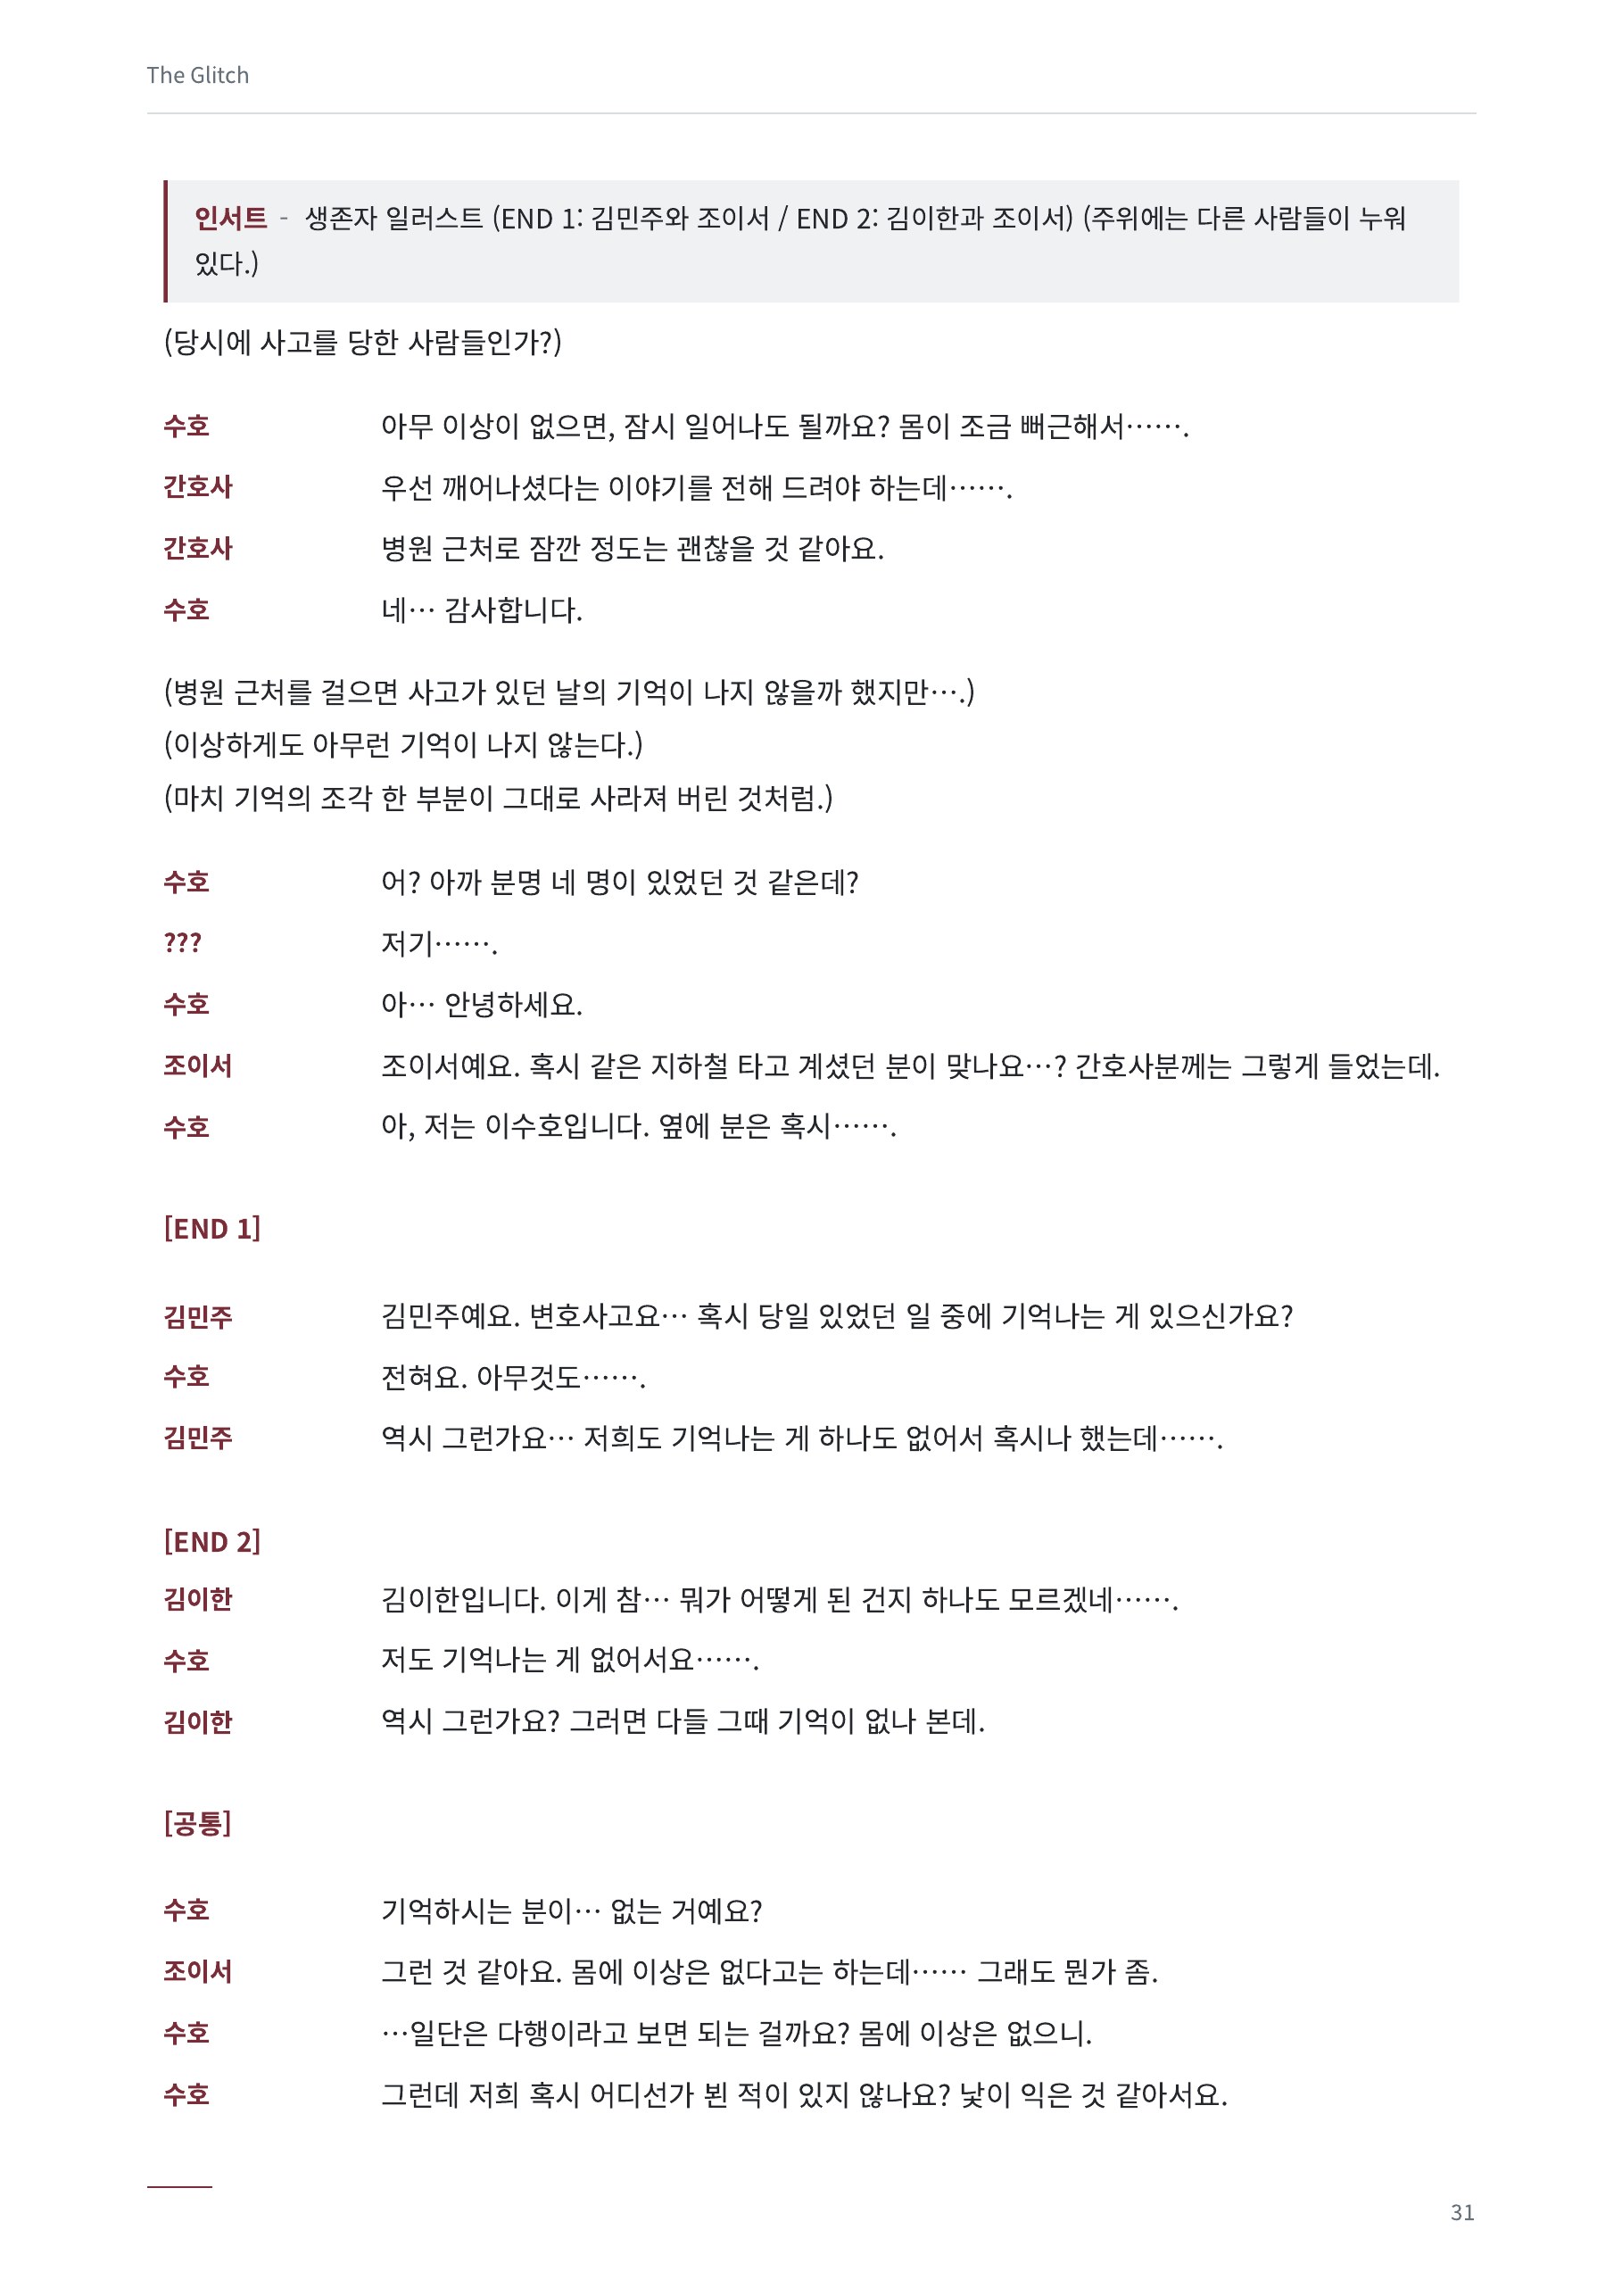 The Glitch
인서트 - 생존자 일러스트 (END 1: 김민주와 조이서 / END 2: 김이한과 조이서) (주위에는 다른 사람들이 누워
있다.)
(당시에 사고를 당한 사람들인가?)
수호 아무 이상이 없으면, 잠시 일어나도 될까요? 몸이 조금 뻐근해서…….
간호사 우선 깨어나셨다는 이야기를 전해 드려야 하는데…….
간호사 병원 근처로 잠깐 정도는 괜찮을 것 같아요.
수호 네… 감사합니다.
(병원 근처를 걸으면 사고가 있던 날의 기억이 나지 않을까 했지만….)
(이상하게도 아무런 기억이 나지 않는다.)
(마치 기억의 조각 한 부분이 그대로 사라져 버린 것처럼.)
수호 어? 아까 분명 네 명이 있었던 것 같은데?
??? 저기…….
수호 아… 안녕하세요.
조이서 조이서예요. 혹시 같은 지하철 타고 계셨던 분이 맞나요…? 간호사분께는 그렇게 들었는데.
수호 아, 저는 이수호입니다. 옆에 분은 혹시…….
[END 1]
김민주 김민주예요. 변호사고요… 혹시 당일 있었던 일 중에 기억나는 게 있으신가요?
수호 전혀요. 아무것도…….
김민주 역시 그런가요… 저희도 기억나는 게 하나도 없어서 혹시나 했는데…….
[END 2]
김이한 김이한입니다. 이게 참… 뭐가 어떻게 된 건지 하나도 모르겠네…….
수호 저도 기억나는 게 없어서요…….
김이한 역시 그런가요? 그러면 다들 그때 기억이 없나 본데.
[공통]
수호 기억하시는 분이… 없는 거예요?
조이서 그런 것 같아요. 몸에 이상은 없다고는 하는데…… 그래도 뭔가 좀.
수호 …일단은 다행이라고 보면 되는 걸까요? 몸에 이상은 없으니.
수호 그런데 저희 혹시 어디선가 뵌 적이 있지 않나요? 낯이 익은 것 같아서요.
31